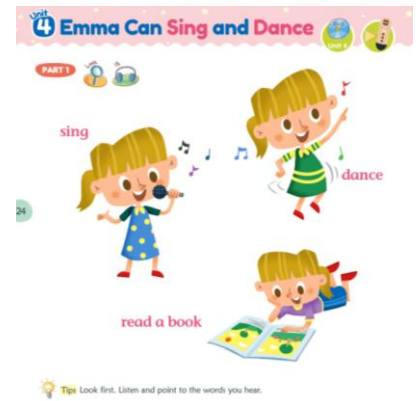 Unit
4 Emma Can Sing and Dance
Unit 4
PART 1
sing
dance
24
read a book
Tips Look first. Listen and point to the words you hear.